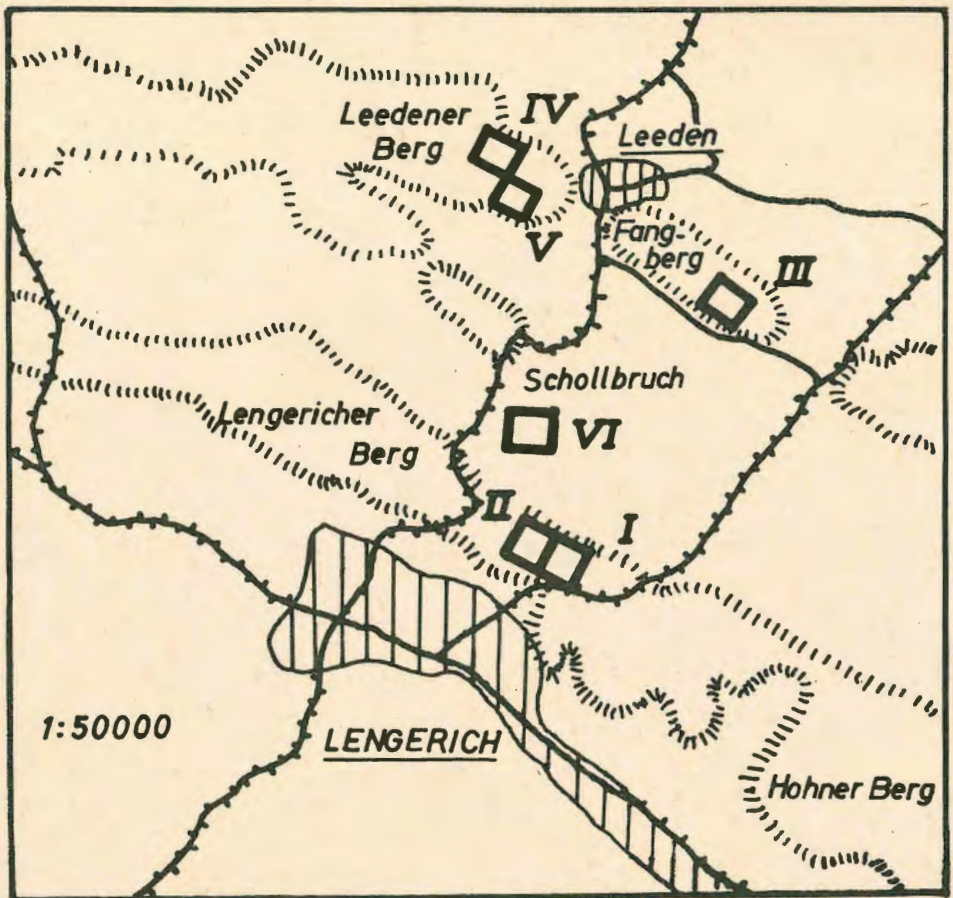 Leedener
Berg
IV
Leeden
V
Fang-
berg
III
Schollbruch
Lengericher
Berg
VI
II
I
1:50000
LENGERICH
Hohner Berg